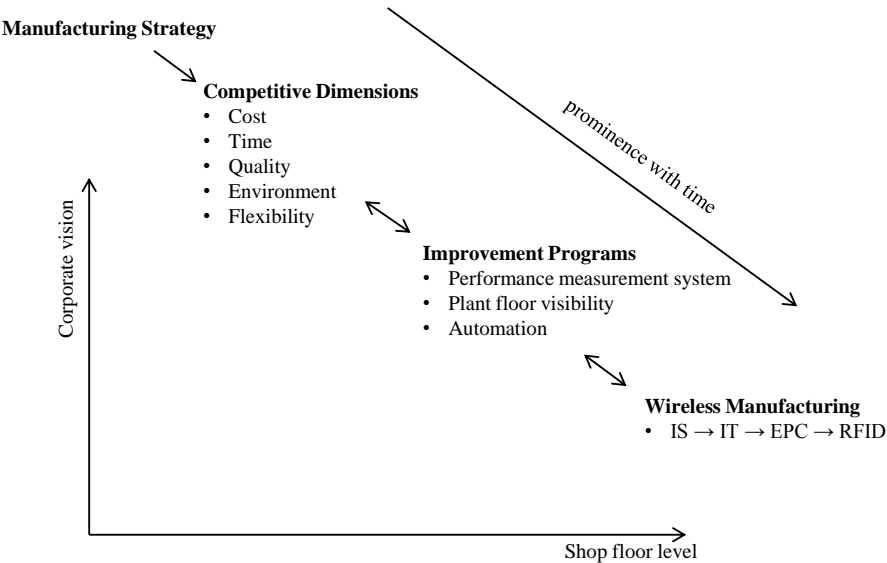 Manufacturing Strategy
Competitive Dimensions
• Cost
• Time
• Quality
• Environment
• Flexibility
prominence with time
Corporate vision
Improvement Programs
• Performance measurement system
• Plant floor visibility
• Automation
Wireless Manufacturing
• IS → IT → EPC → RFID
Shop floor level